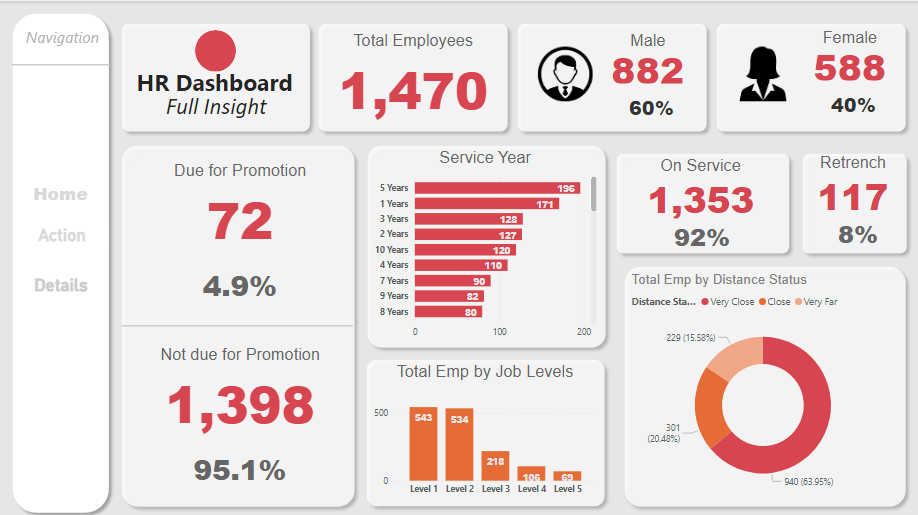 Navigation
Home
Action
Details
HR Dashboard
Full Insight
Total Employees
1,470
Male
882
60%
Female
588
40%
Due for Promotion
72
4.9%
Not due for Promotion
1,398
95.1%
Service Year
5 Years 196
1 Years 171
3 Years 128
2 Years 127
10 Years 120
4 Years 110
7 Years 90
9 Years 82
8 Years 80
0 100 200
On Service
1,353
92%
Retrench
117
8%
Total Emp by Job Levels
500
0
543 534 218 106 69
Level 1 Level 2 Level 3 Level 4 Level 5
Total Emp by Distance Status
Distance Sta... Very Close Close Very Far
229 (15.58%)
301
(20.48%)
940 (63.95%)